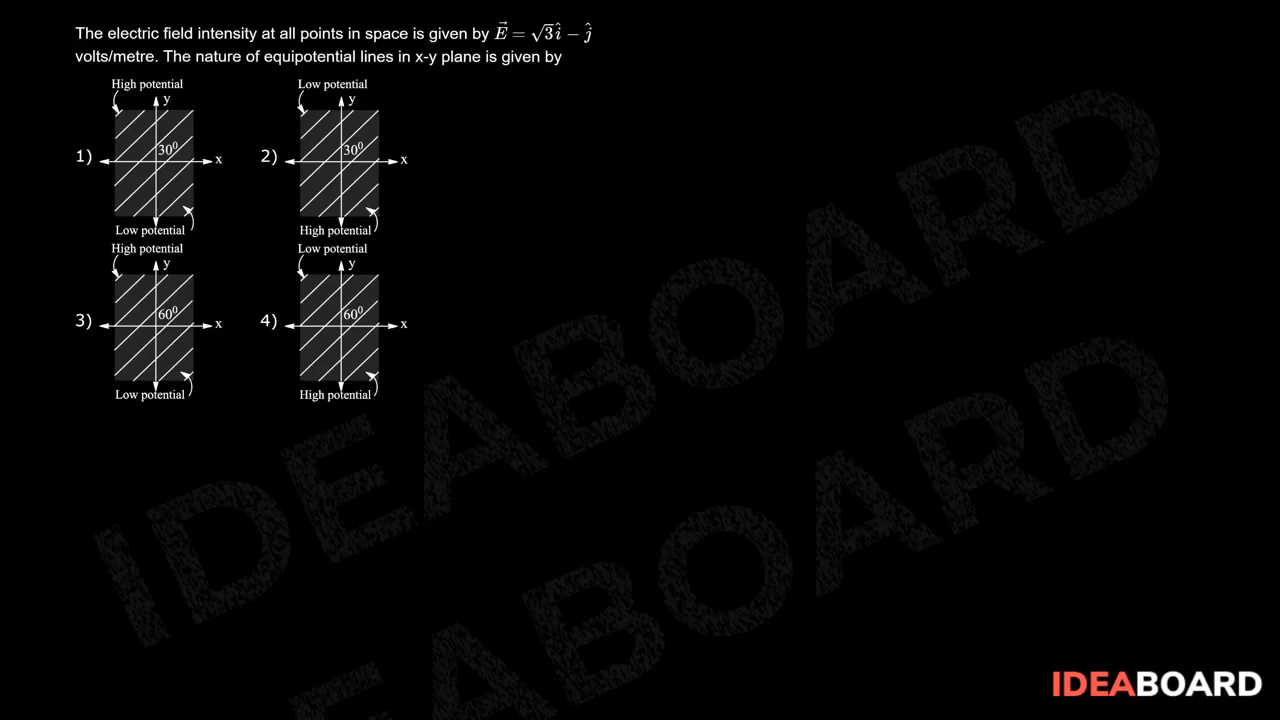 The electric field intensity at all points in space is given by $\vec{E} = \sqrt{3}\hat{i} - \hat{j}$
volts/metre. The nature of equipotential lines in x-y plane is given by
High potential
y
1)
30⁰
x
Low potential
Low potential
y
2)
30⁰
x
High potential
High potential
y
3)
60⁰
x
Low potential
Low potential
y
4)
60⁰
x
High potential
IDEABOARD
IDEABOARD
IDEABOARD